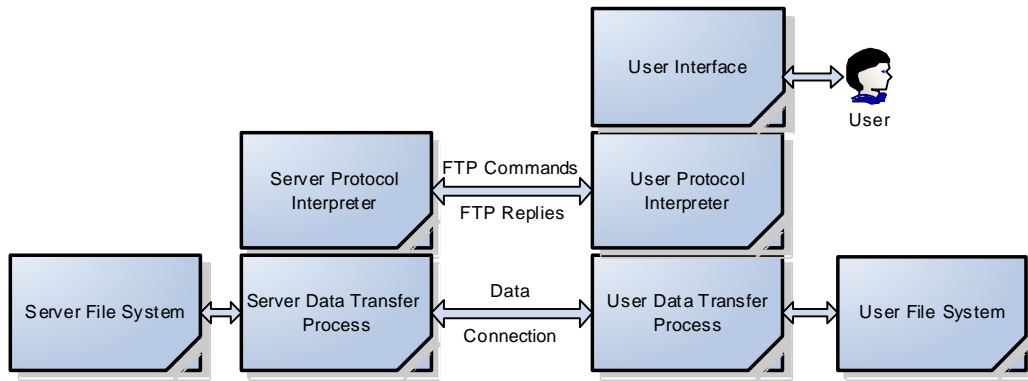 User Interface
User
Server Protocol
Interpreter
FTP Commands
FTP Replies
User Protocol
Interpreter
Server File System
Server Data Transfer
Process
Data
Connection
User Data Transfer
Process
User File System